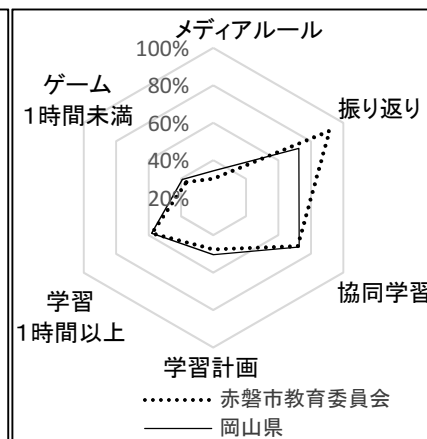 メディアルール
100%
80%
60%
40%
20%
ゲーム
1時間未満
振り返り
学習
1時間以上
協同学習
学習計画
赤磐市教育委員会
岡山県